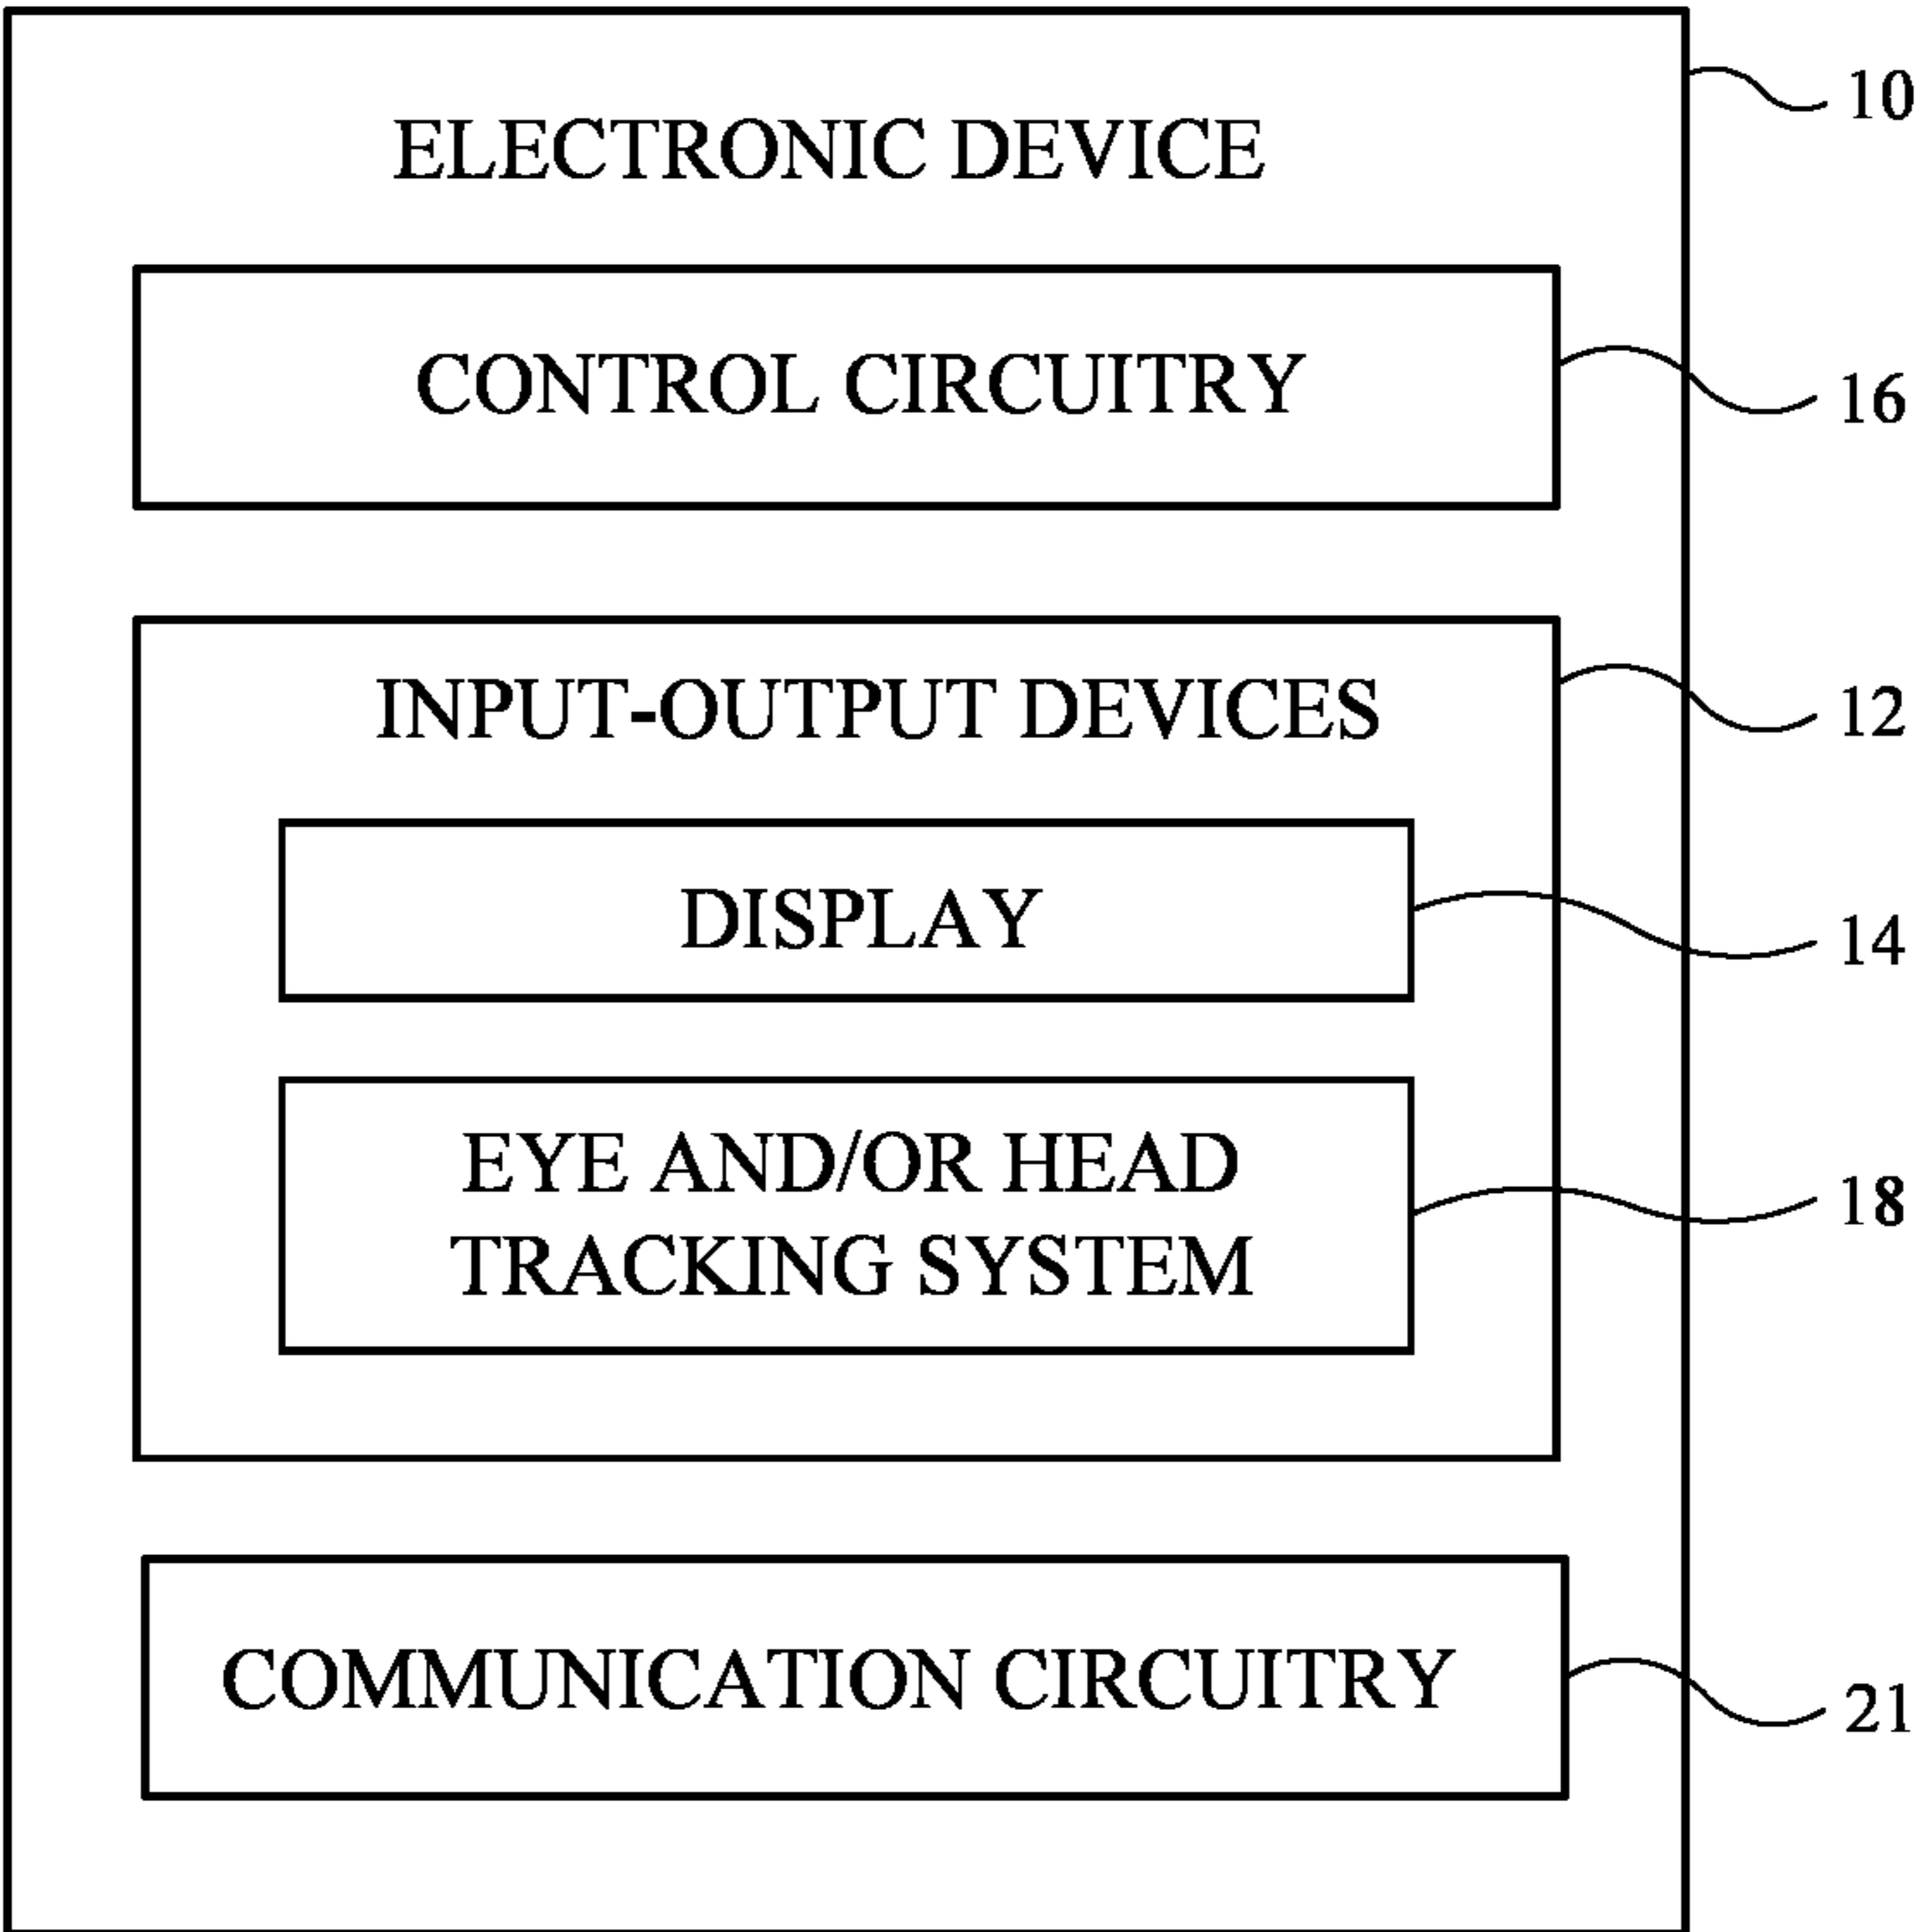 ELECTRONIC DEVICE
10
CONTROL CIRCUITRY
16
INPUT-OUTPUT DEVICES
12
DISPLAY
14
EYE AND/OR HEAD
TRACKING SYSTEM
18
COMMUNICATION CIRCUITRY
21